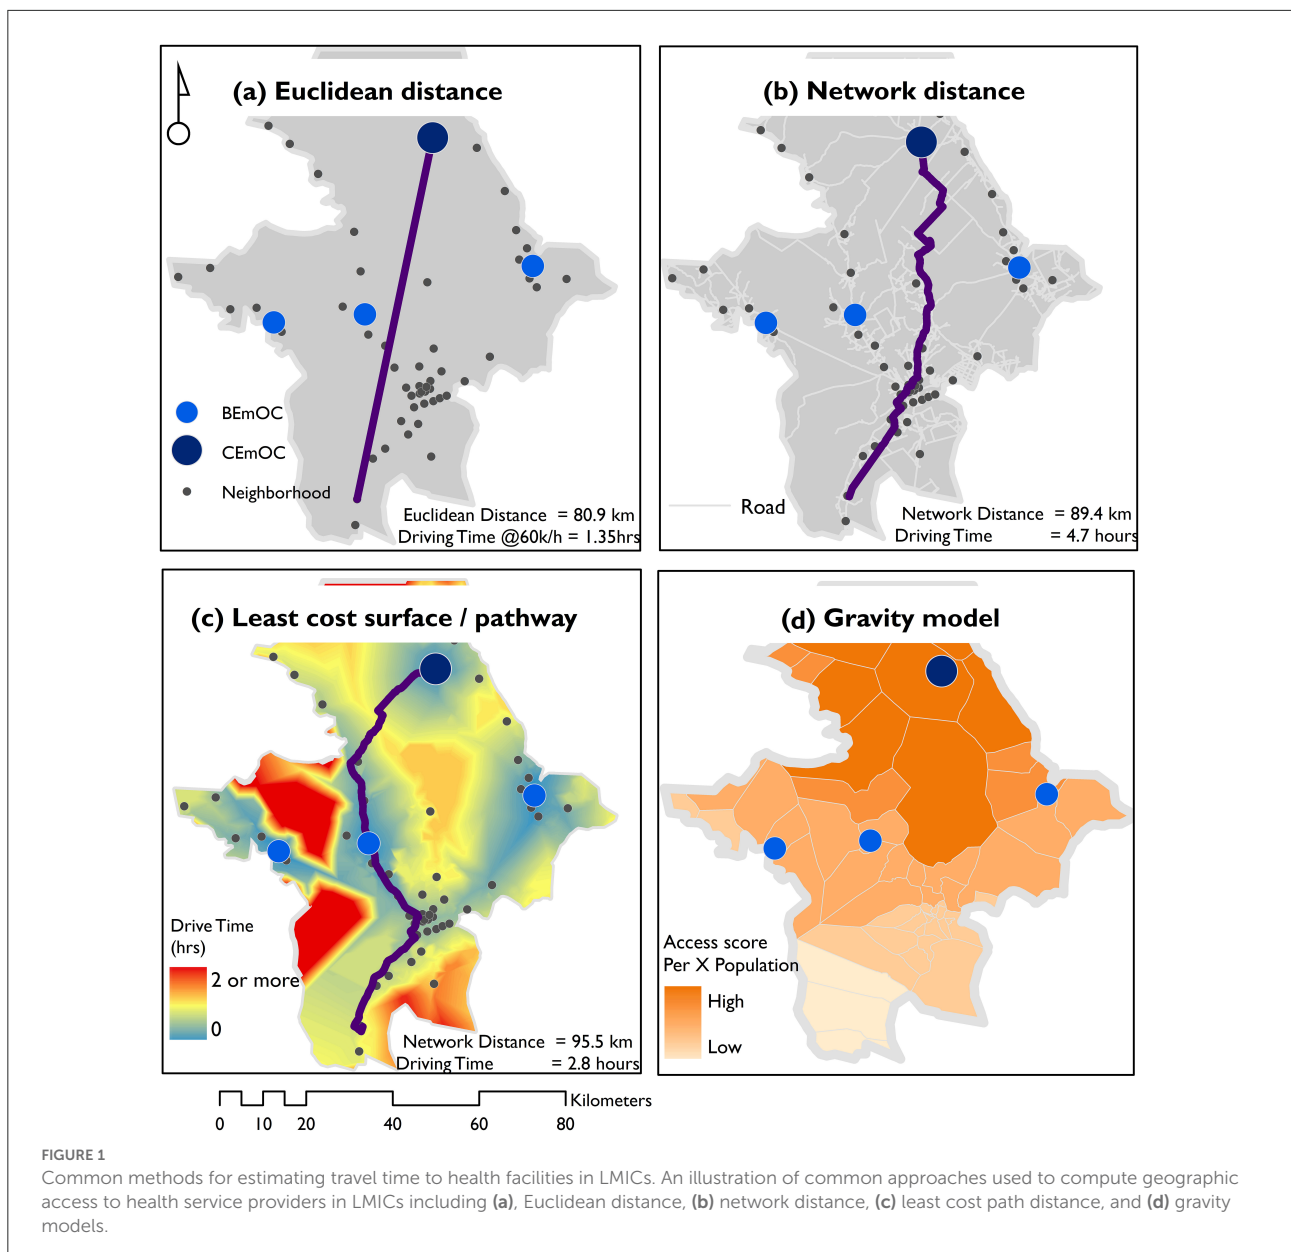 (a) Euclidean distance
BEmOC
CEmOC
Neighborhood
Euclidean Distance = 80.9 km
Driving Time @60k/h = 1.35hrs
(b) Network distance
Road
Network Distance = 89.4 km
Driving Time = 4.7 hours
(c) Least cost surface / pathway
Drive Time
(hrs)
2 or more
0
Network Distance = 95.5 km
Driving Time = 2.8 hours
(d) Gravity model
Access score
Per X Population
High
Low
Kilometers
0 10 20 40 60 80
FIGURE 1
Common methods for estimating travel time to health facilities in LMICs. An illustration of common approaches used to compute geographic
access to health service providers in LMICs including (a), Euclidean distance, (b) network distance, (c) least cost path distance, and (d) gravity
models.